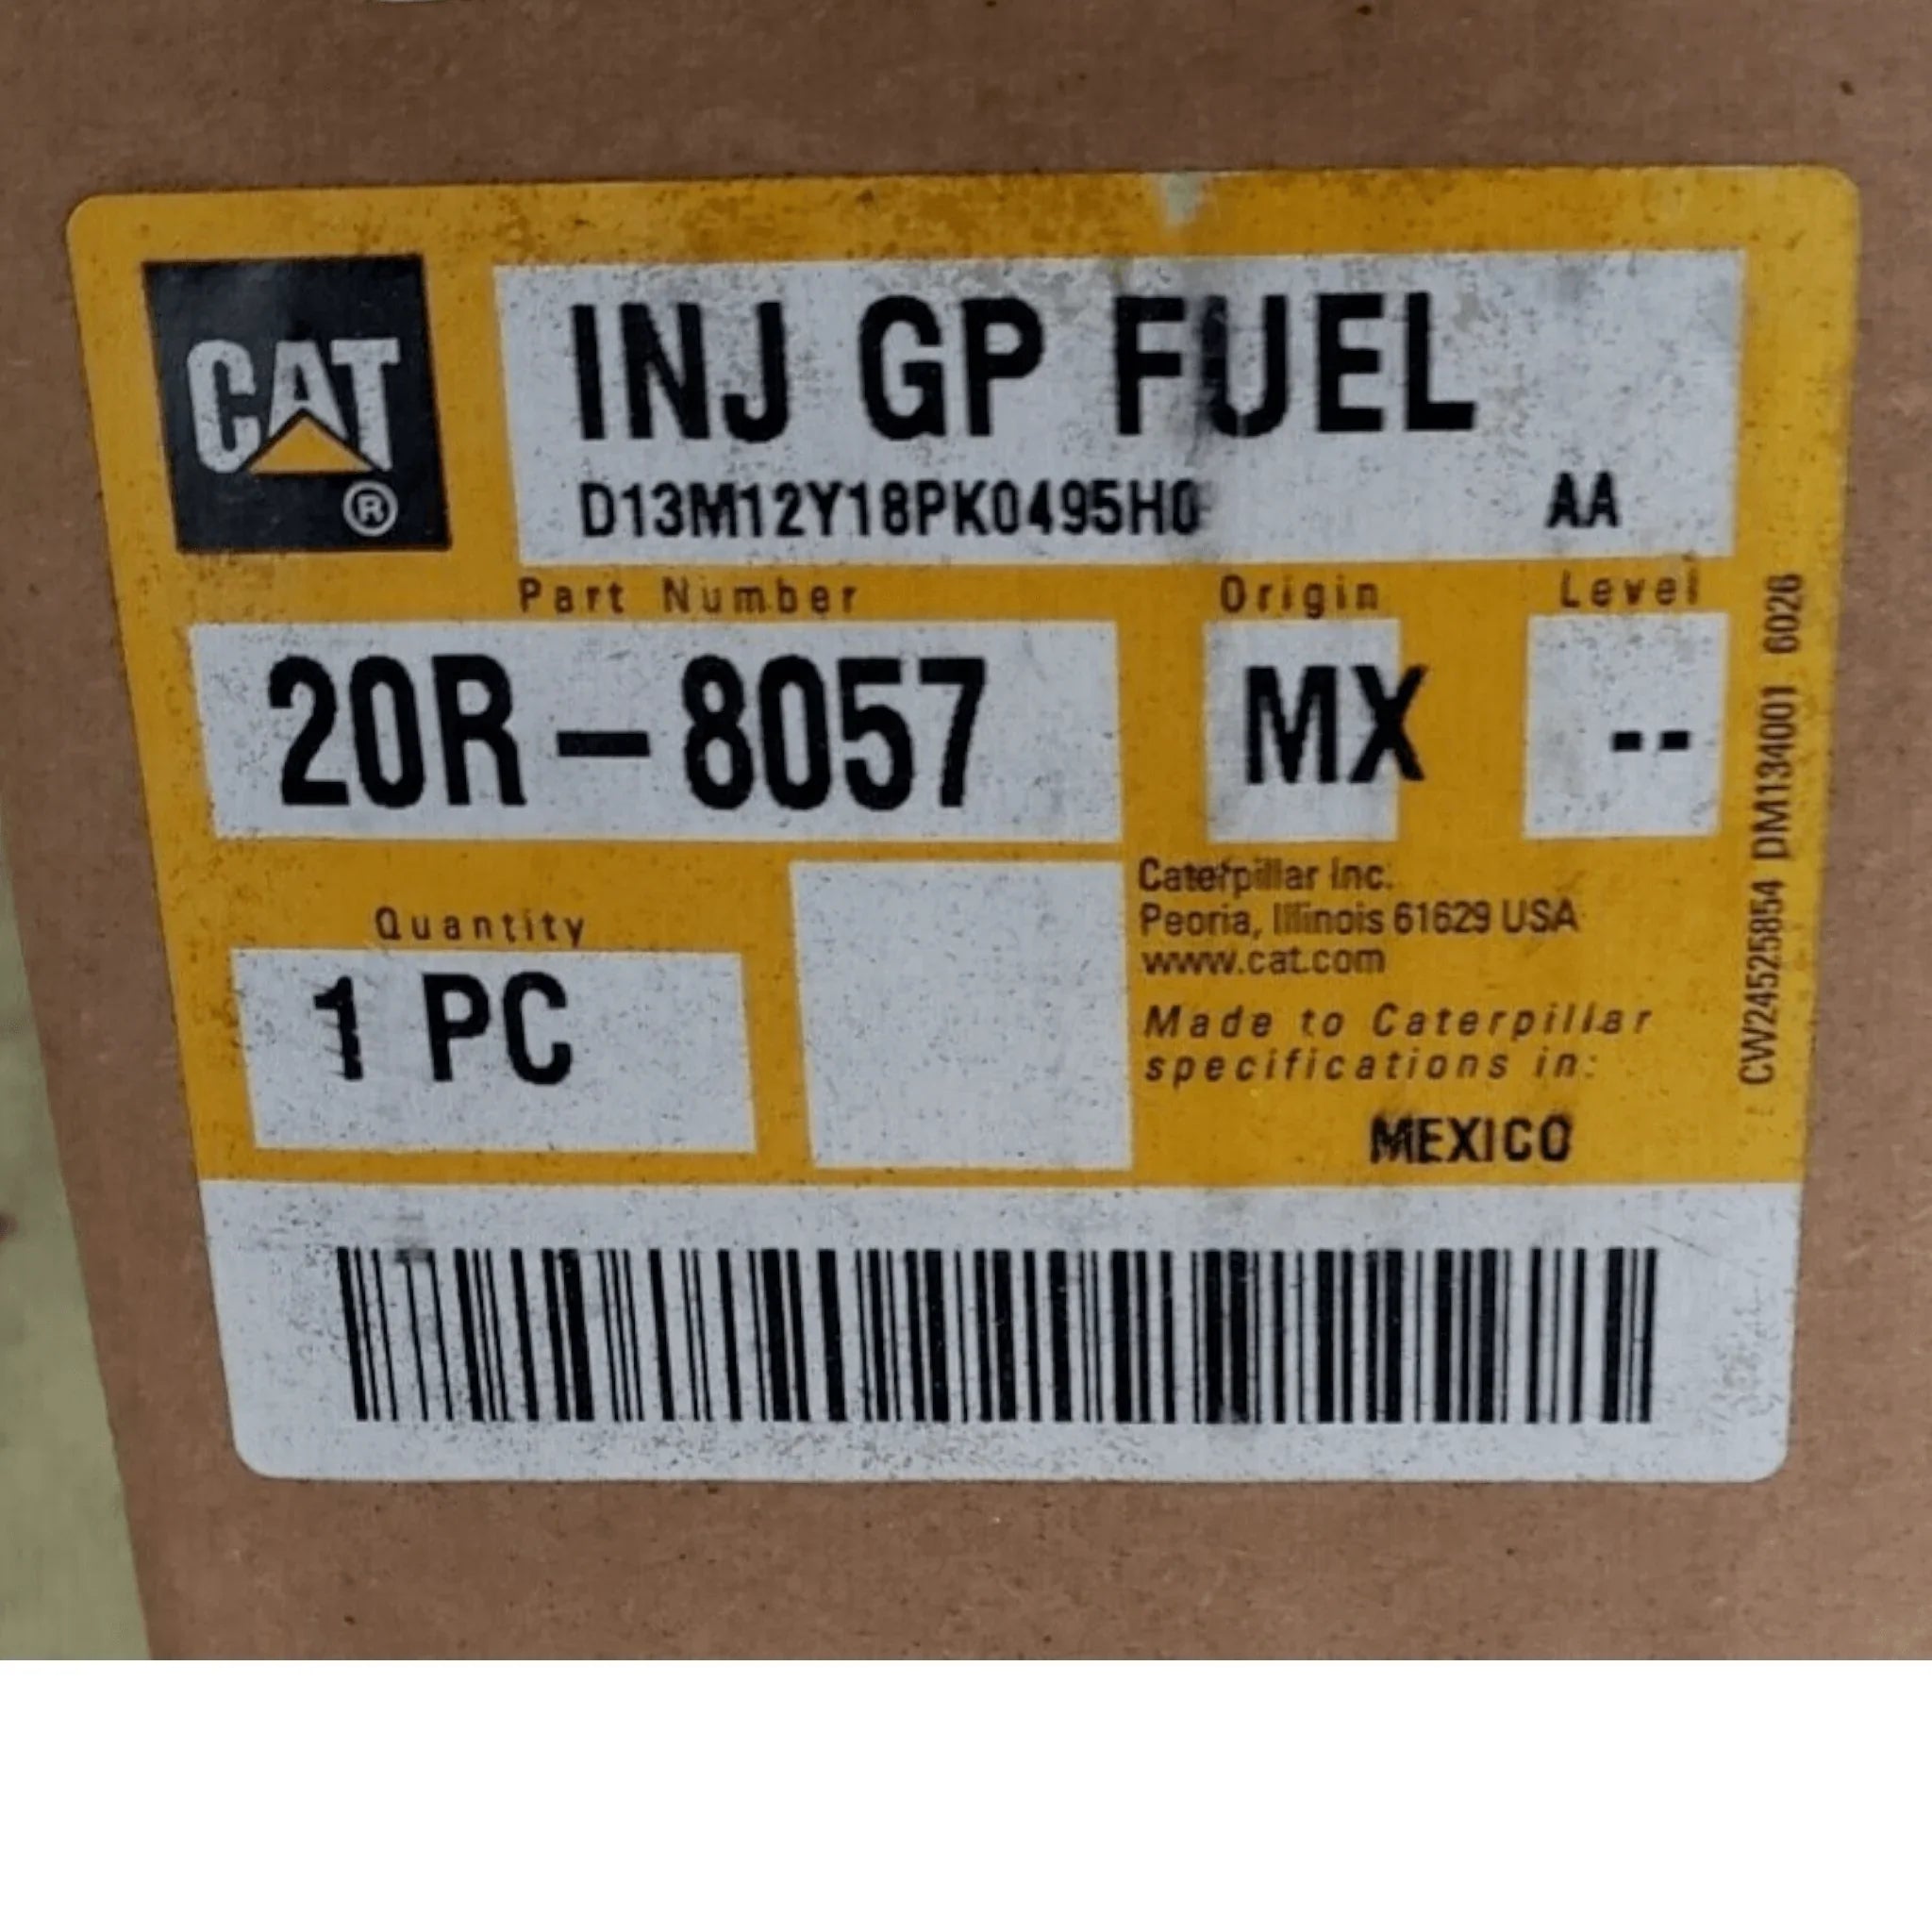 CAT
®
INJ GP FUEL
D13M12Y18PK0495H0 AA
Part Number Origin Level
20R-8057 MX --
Quantity
1 PC
Caterpillar Inc.
Peoria, Illinois 61629 USA
www.cat.com
Made to Caterpillar
specifications in:
MEXICO
CW24525854 DM134001 6026